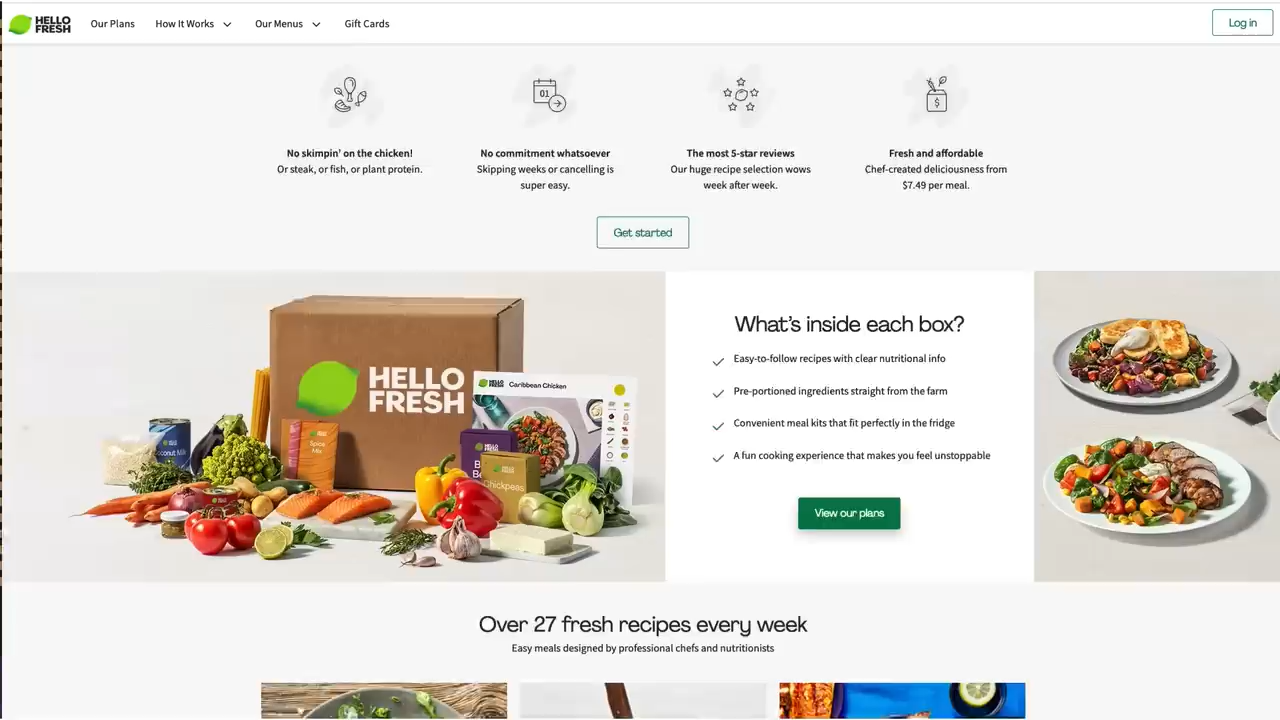 HELLO
FRESH
Our Plans
How It Works
Our Menus
Gift Cards
Log in
01
$
No skimpin' on the chicken!
Or steak, or fish, or plant protein.
No commitment whatsoever
Skipping weeks or cancelling is
super easy.
The most 5-star reviews
Our huge recipe selection wows
week after week.
Fresh and affordable
Chef-created deliciousness from
$7.49 per meal.
Get started
HELLO
FRESH
HELLO
FRESH
Caribbean Chicken
Spice
Mix
Chickpeas
What's inside each box?
Easy-to-follow recipes with clear nutritional info
Pre-portioned ingredients straight from the farm
Convenient meal kits that fit perfectly in the fridge
A fun cooking experience that makes you feel unstoppable
View our plans
Over 27 fresh recipes every week
Easy meals designed by professional chefs and nutritionists